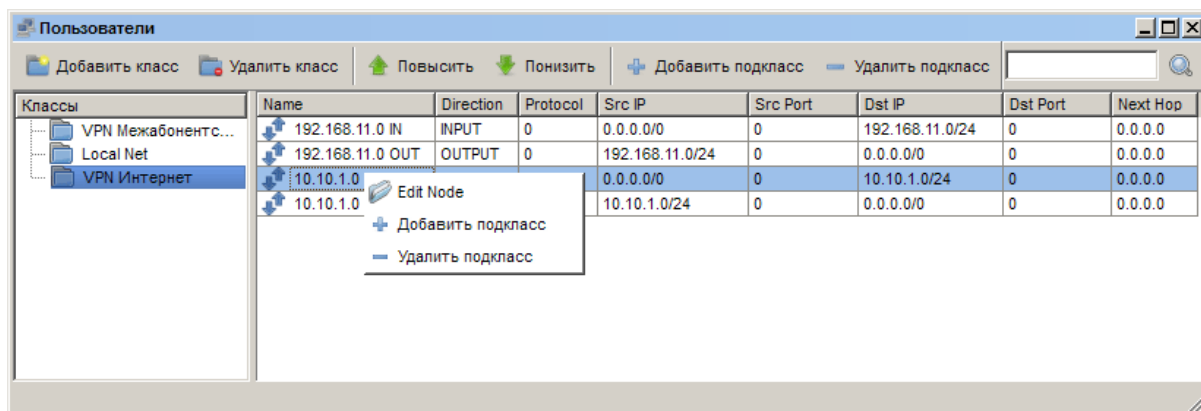 Пользователи
Добавить класс Удалить класс Повысить Понизить Добавить подкласс Удалить подкласс
Классы Name Direction Protocol Src IP Src Port Dst IP Dst Port Next Hop
VPN Межабонентс... 192.168.11.0 IN INPUT 0 0.0.0.0/0 0 192.168.11.0/24 0 0.0.0.0
Local Net 192.168.11.0 OUT OUTPUT 0 192.168.11.0/24 0 0.0.0.0/0 0 0.0.0.0
VPN Интернет 10.10.1.0 0.0.0.0/0 0 10.10.1.0/24 0 0.0.0.0
10.10.1.0 10.10.1.0/24 0 0.0.0.0/0 0 0.0.0.0
Edit Node
Добавить подкласс
Удалить подкласс